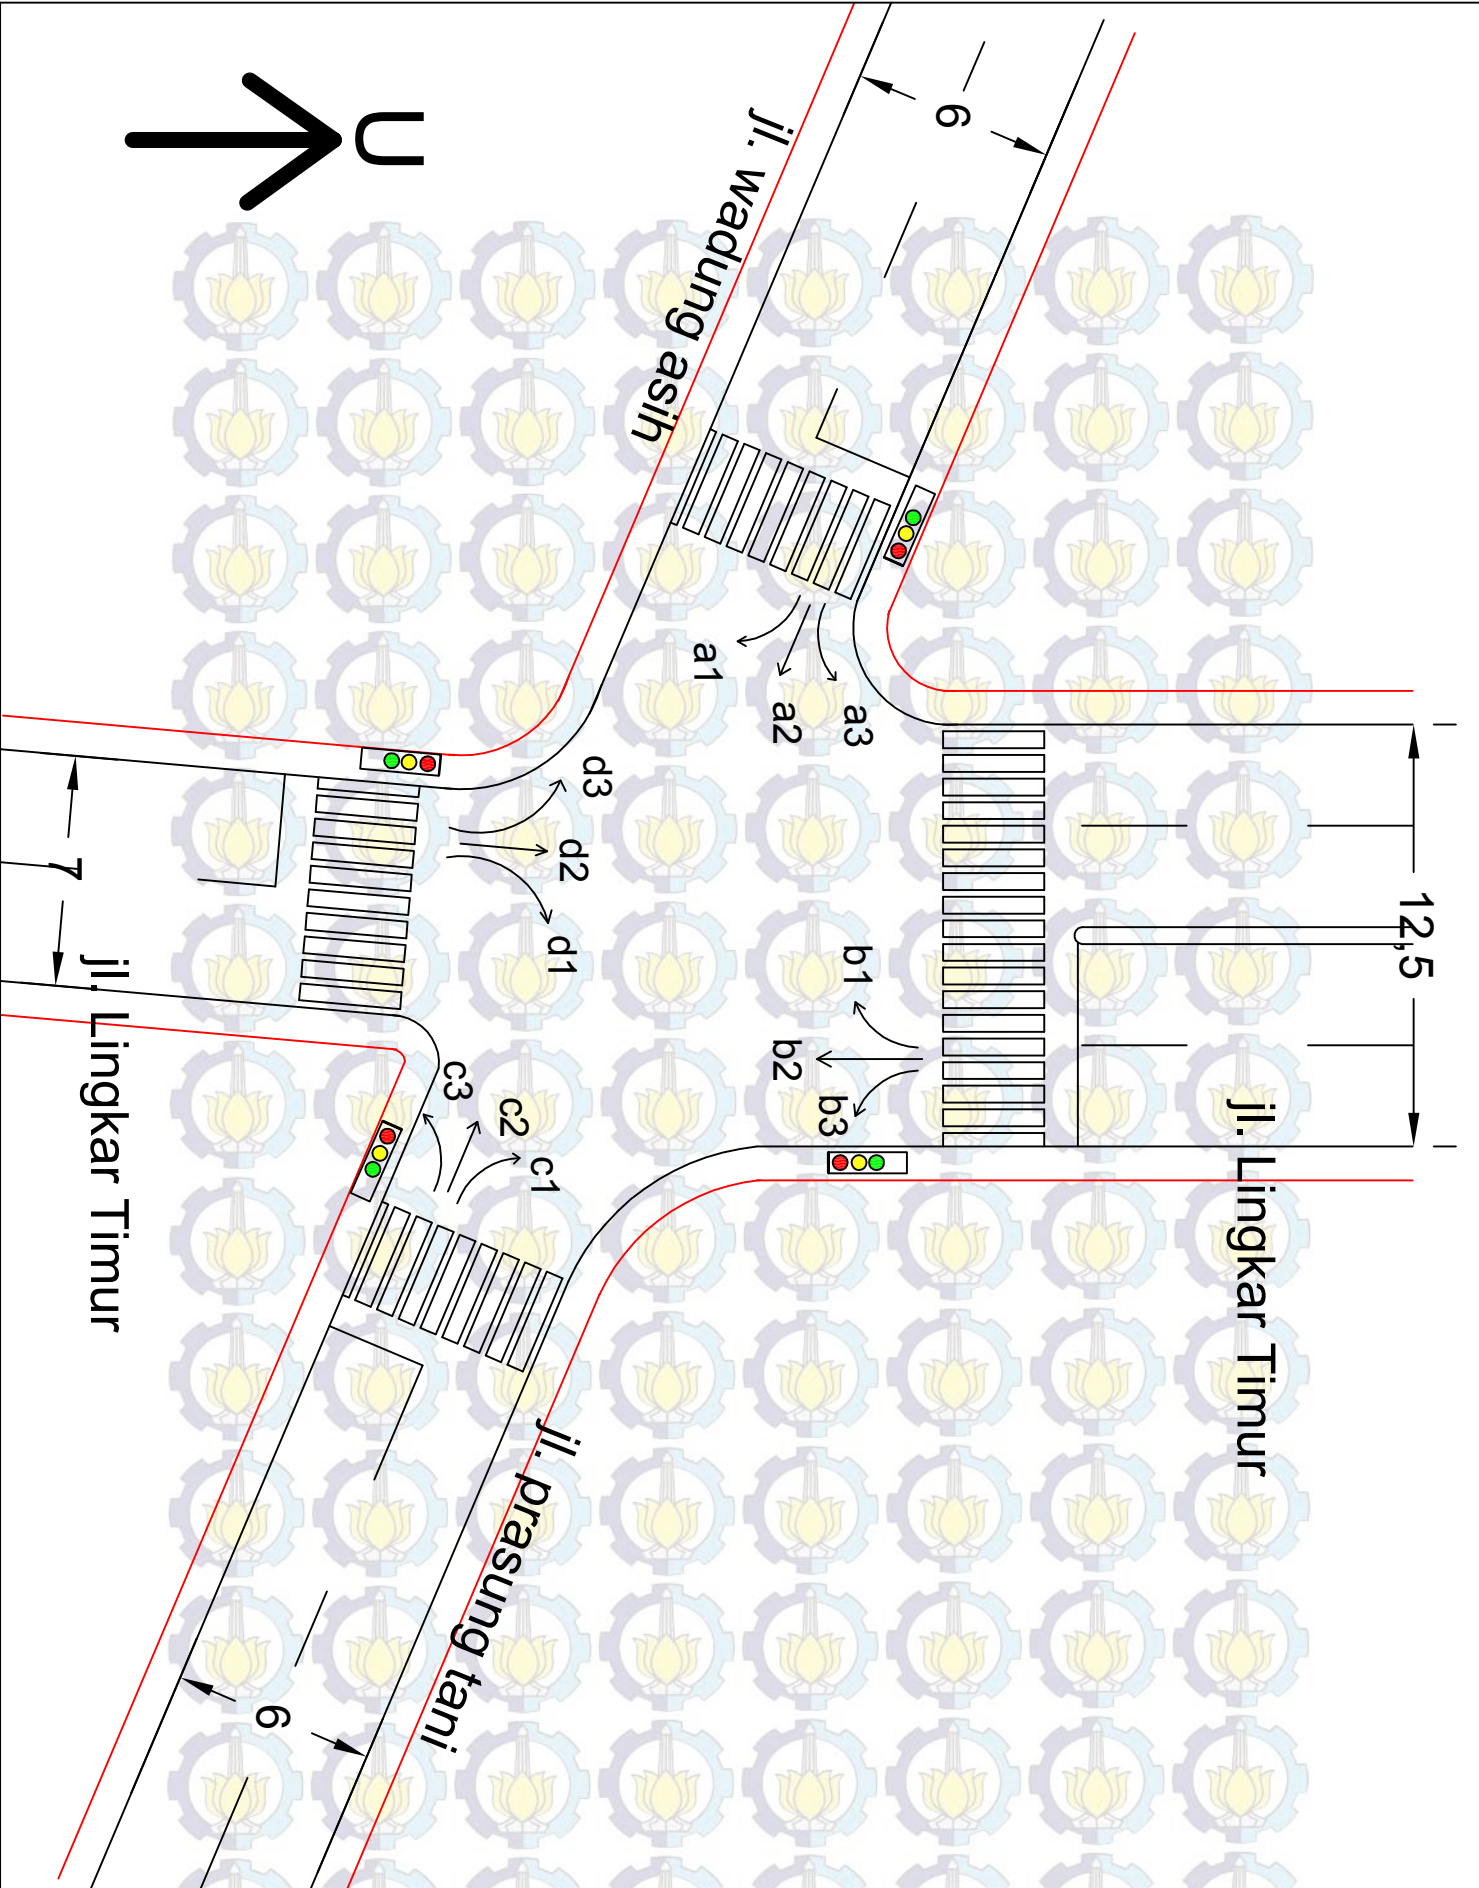 12,5
jl. Lingkar Timur
6
a3
b1
b3
a2
b2
jl. wadung asih
a1
d3
d2
d1
c1
c2
jl. prasung tani
c3
U
6
jl. Lingkar Timur
7